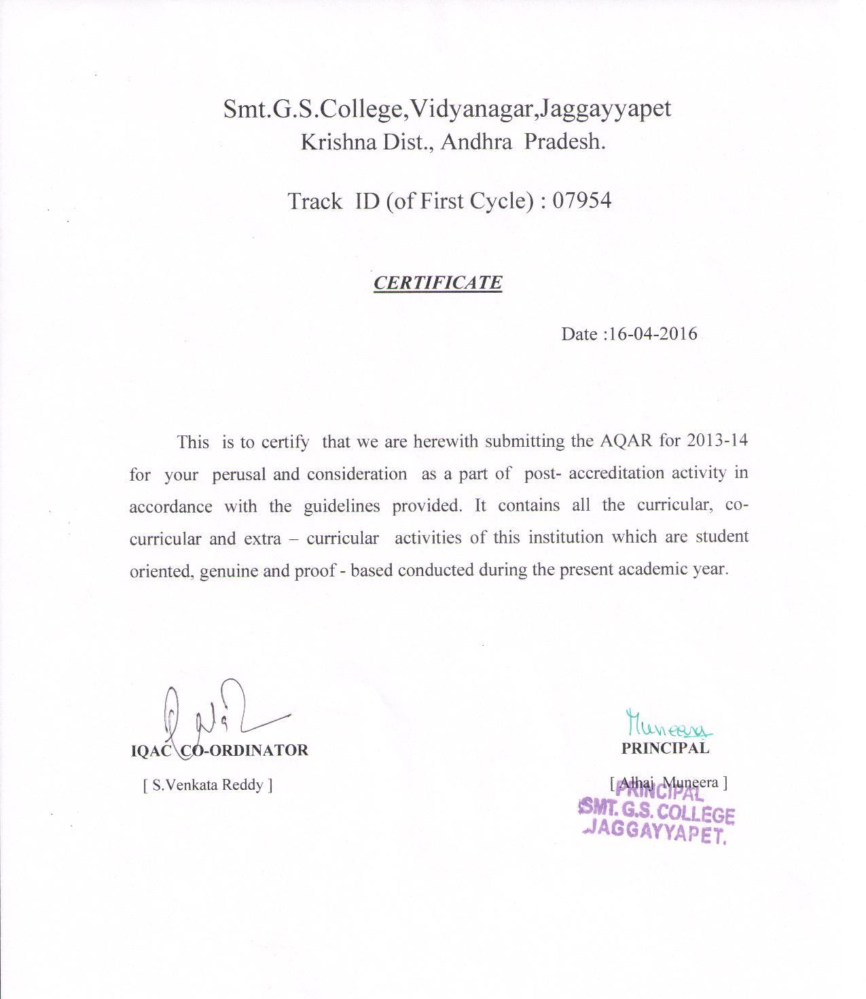 Smt.G.S.College,Vidyanagar,Jaggayyapet
Krishna Dist., Andhra Pradesh.
Track ID (of First Cycle) : 07954
CERTIFICATE
Date :16-04-2016
This is to certify that we are herewith submitting the AQAR for 2013-14
for your perusal and consideration as a part of post- accreditation activity in
accordance with the guidelines provided. It contains all the curricular, co-
curricular and extra – curricular activities of this institution which are student
oriented, genuine and proof - based conducted during the present academic year.
Muneera
IQAC CO-ORDINATOR
PRINCIPAL
[ S.Venkata Reddy ]
[ Alhaj Muneera ]
PRINCIPAL
SMT. G.S. COLLEGE
JAGGAYYAPET.